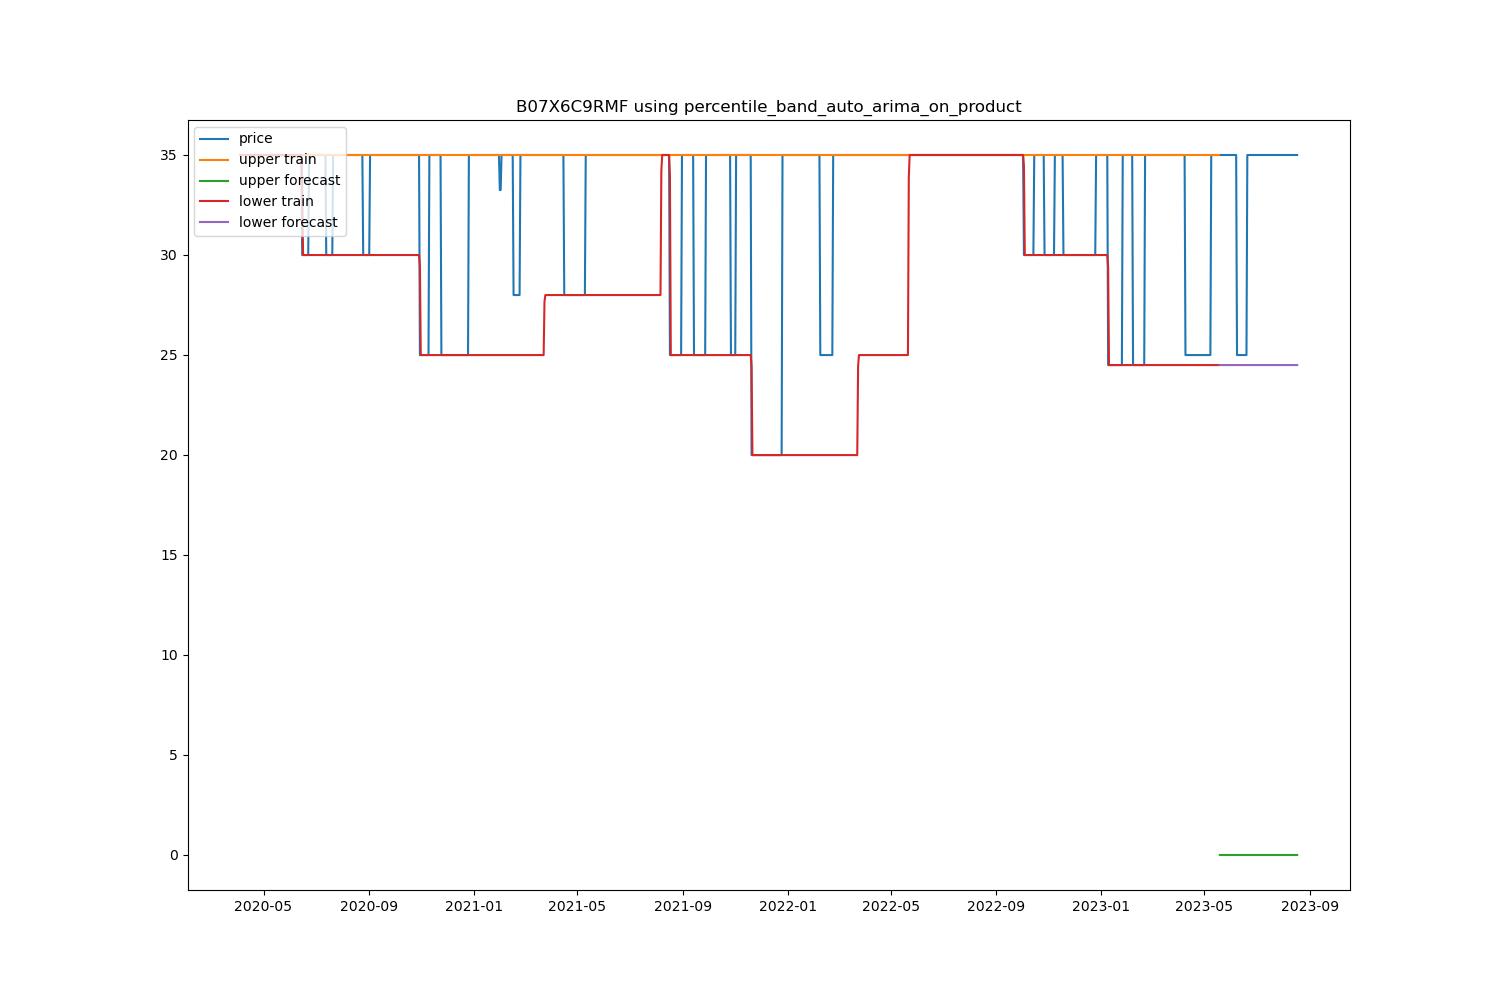 B07X6C9RMF using percentile_band_auto_arima_on_product
price
upper train
upper forecast
lower train
lower forecast
35
30
25
20
15
10
5
0
2020-05 2020-09 2021-01 2021-05 2021-09 2022-01 2022-05 2022-09 2023-01 2023-05 2023-09